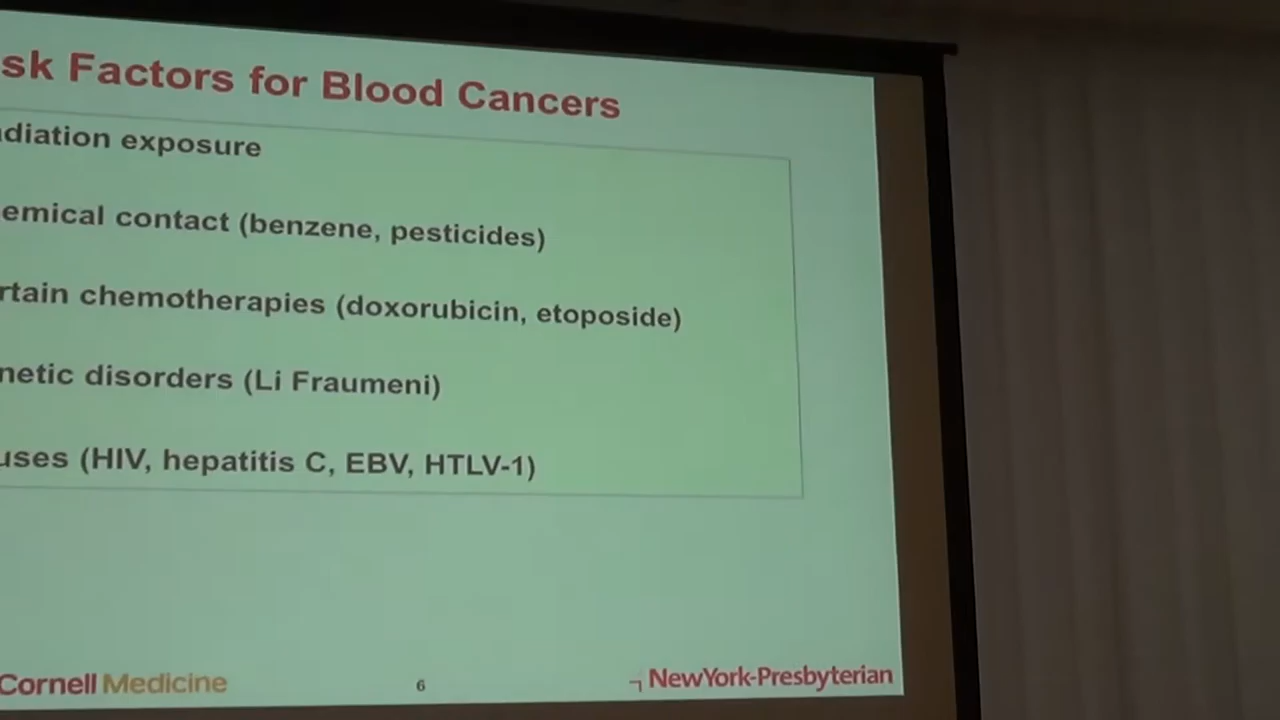 sk Factors for Blood Cancers
diation exposure
emical contact (benzene, pesticides)
rtain chemotherapies (doxorubicin, etoposide)
netic disorders (Li Fraumeni)
uses (HIV, hepatitis C, EBV, HTLV-1)
Cornell Medicine
6
NewYork-Presbyterian